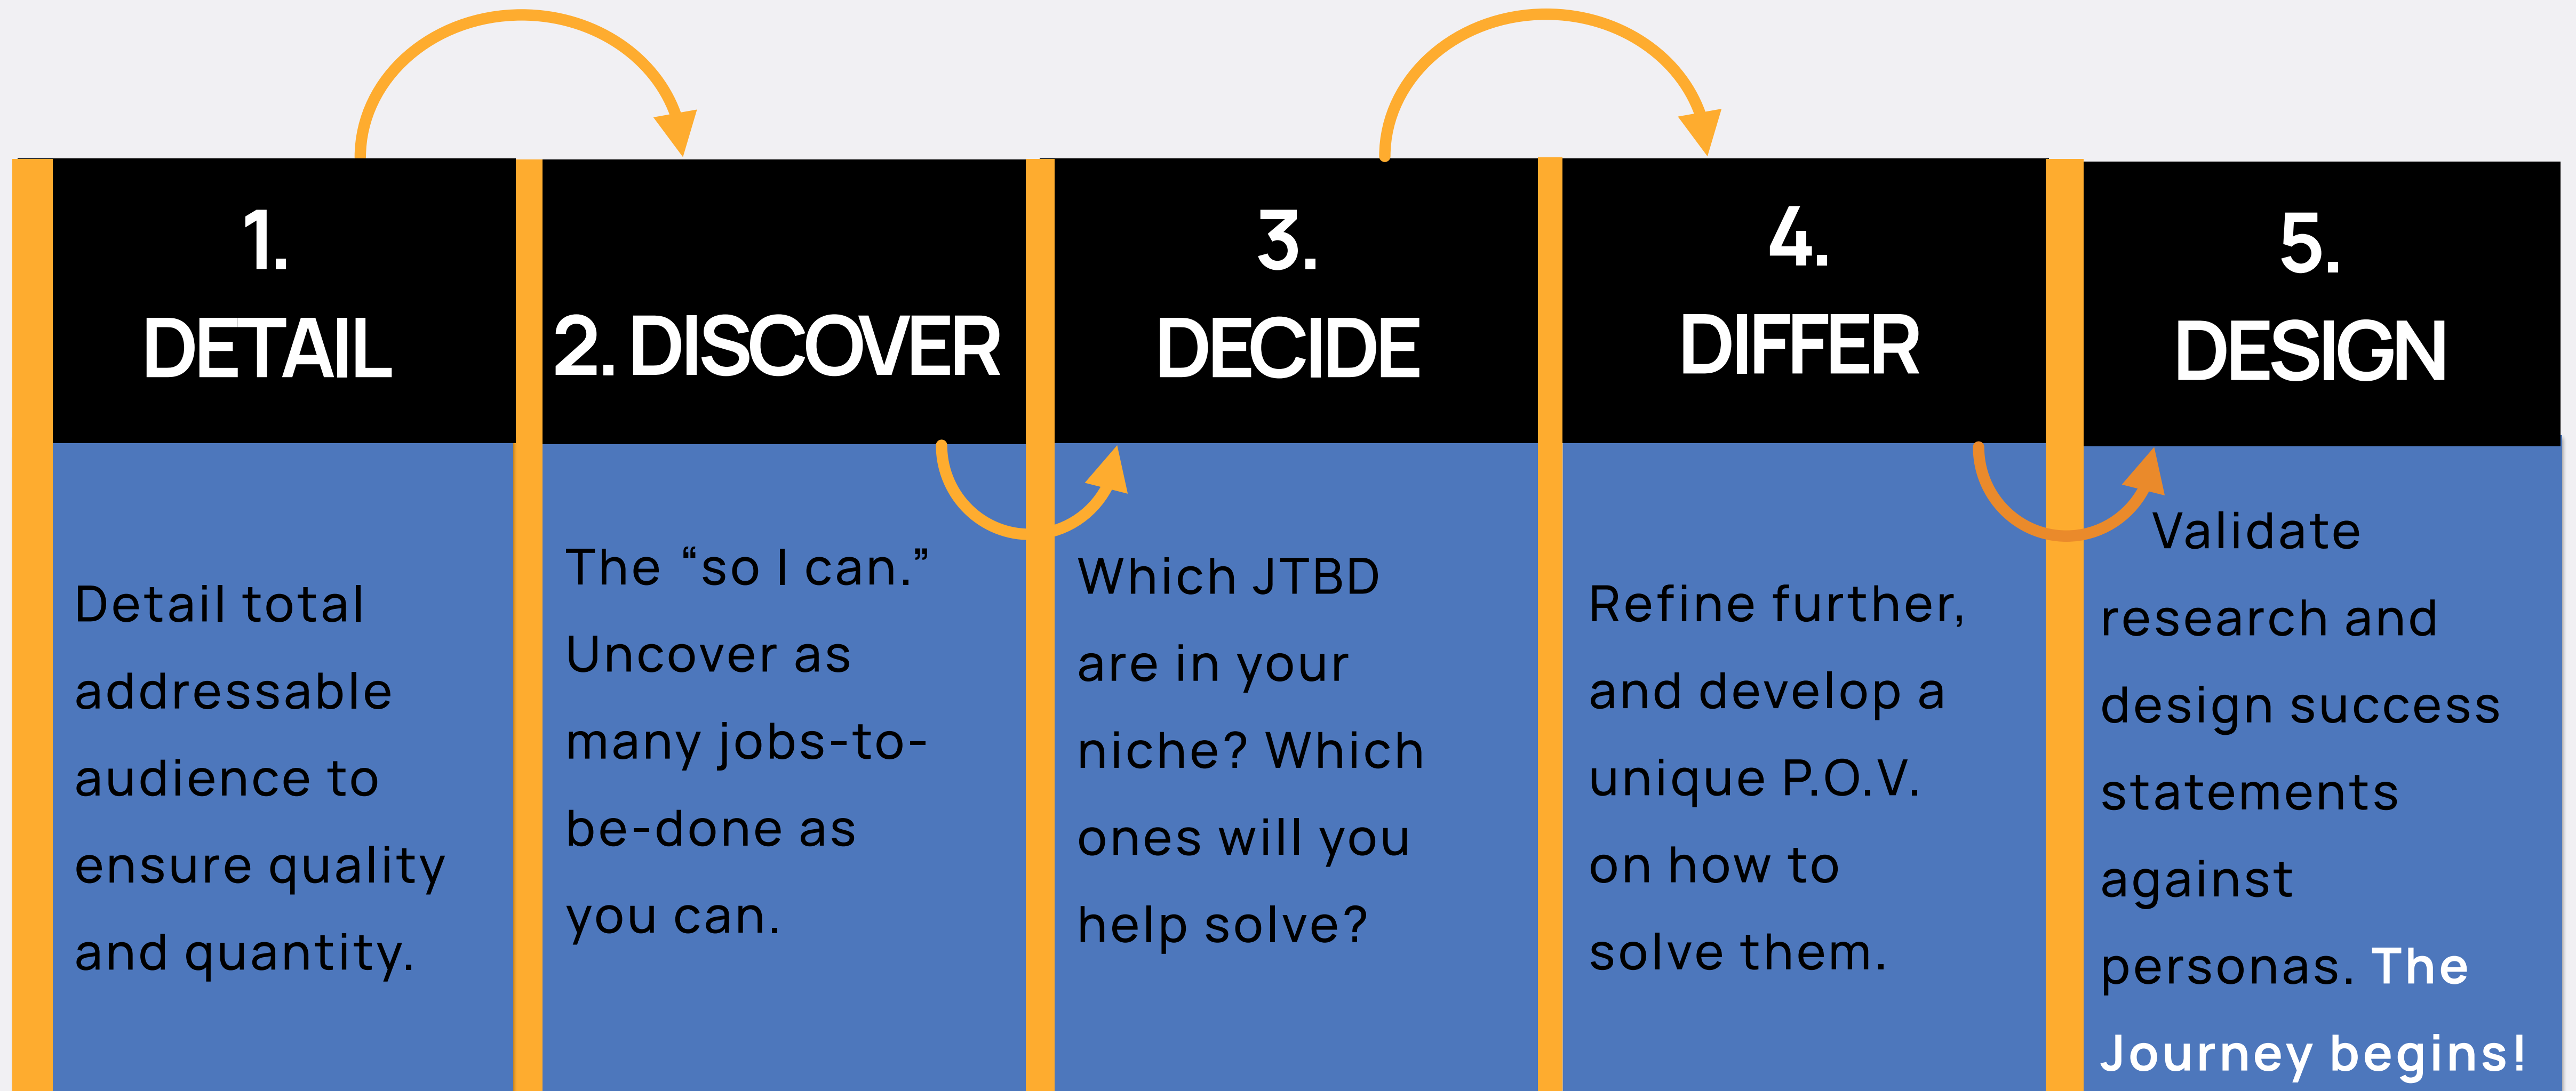 1.
DETAIL
Detail total
addressable
audience to
ensure quality
and quantity.
2. DISCOVER
The “so I can.”
Uncover as
many jobs-to-
be-done as
you can.
3.
DECIDE
Which JTBD
are in your
niche? Which
ones will you
help solve?
4.
DIFFER
Refine further,
and develop a
unique P.O.V.
on how to
solve them.
5.
DESIGN
Validate
research and
design success
statements
against
personas. The
Journey begins!